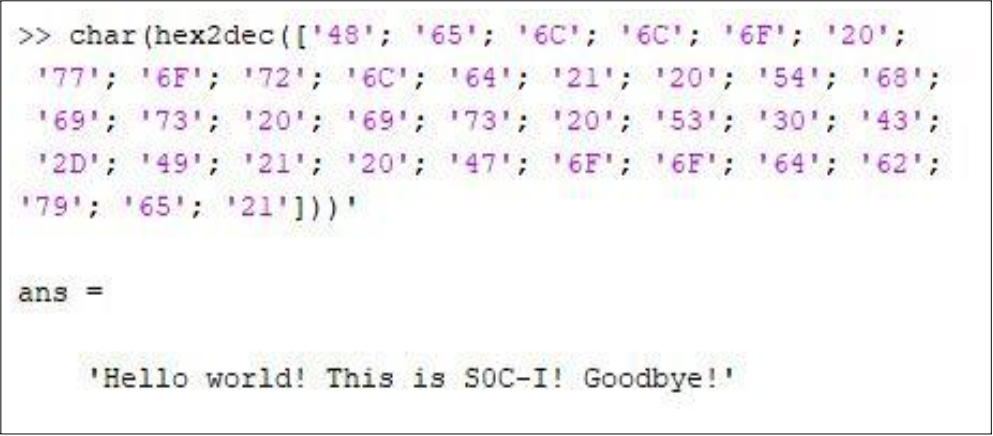 >> char(hex2dec(['48'; '65'; '6C'; '6C'; '6F'; '20';
'77'; '6F'; '72'; '6C'; '64'; '21'; '20'; '54'; '68';
'69'; '73'; '20'; '69'; '73'; '20'; '53'; '30'; '43';
'2D'; '49'; '21'; '20'; '47'; '6F'; '6F'; '64'; '62';
'79'; '65'; '21']))'
ans =
'Hello world! This is S0C-I! Goodbye!'